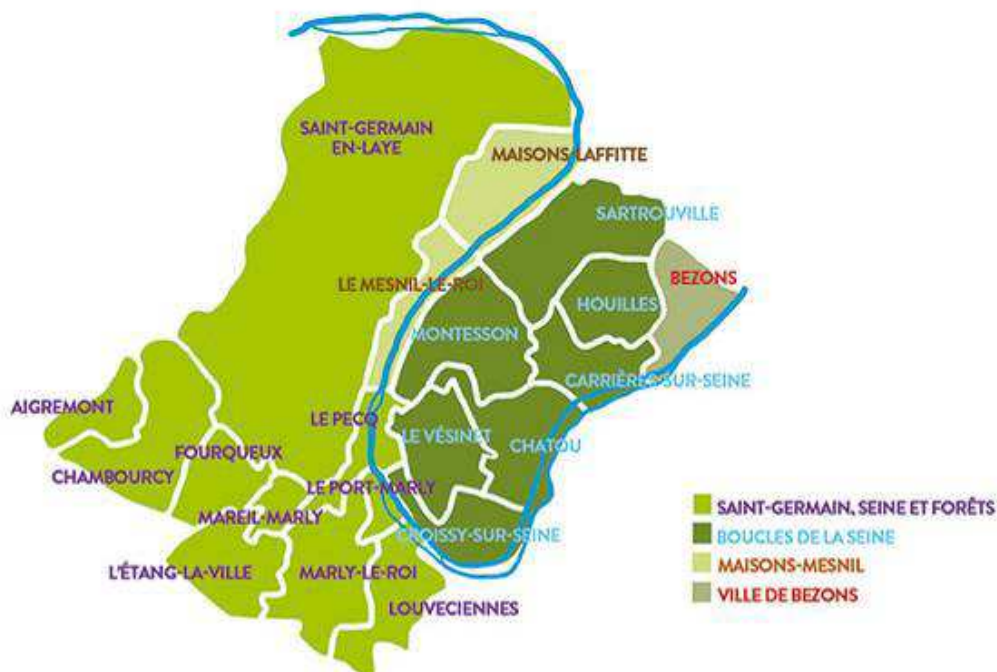 SAINT-GERMAIN
EN-LAYE
MAISONS-LAFFITTE
SARTROUVILLE
LE MESNIL-LE-ROI
BEZONS
HOUILLES
MONTESSON
CARRIÈRES-SUR-SEINE
AIGREMONT
LE PECQ
LE VÉSINET
CHATOU
FOURQUEUX
CHAMBOURCY
LE PORT-MARLY
MAREIL-MARLY
CROISSY-SUR-SEINE
L'ÉTANG-LA-VILLE
MARLY-LE-ROI
LOUVECIENNES
SAINT-GERMAIN, SEINE ET FORÊTS
BOUCLES DE LA SEINE
MAISONS-MESNIL
VILLE DE BEZONS